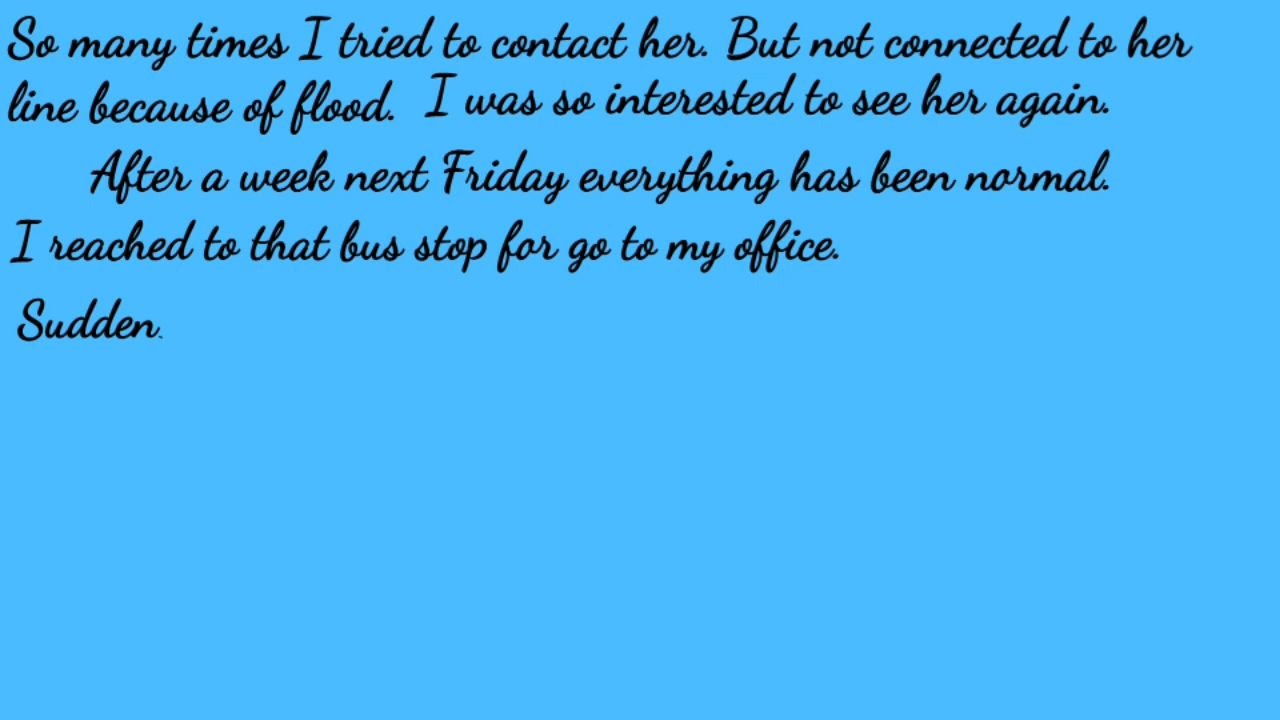 So many times I tried to contact her. But not connected to her
line because of flood. I was so interested to see her again.
After a week next Friday everything has been normal.
I reached to that bus stop for go to my office.
Sudden